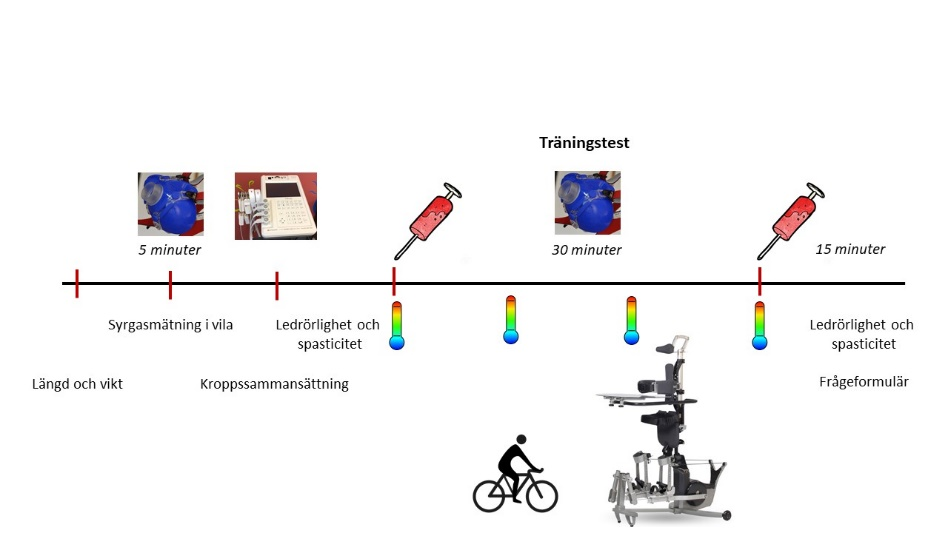 Träningstest
5 minuter
30 minuter
15 minuter
Syrgasmätning i vila
Ledrörlighet och
spasticitet
Ledrörlighet och
spasticitet
Längd och vikt
Kroppssammansättning
Frågeformulär